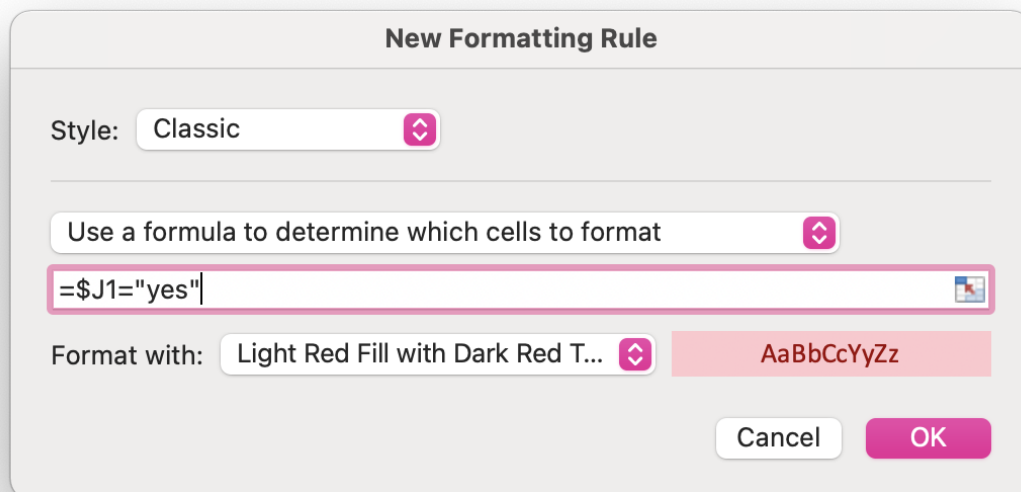 New Formatting Rule
Style: Classic
Use a formula to determine which cells to format
=$J1="yes"
Format with: Light Red Fill with Dark Red T... AaBbCcYyZz
Cancel OK